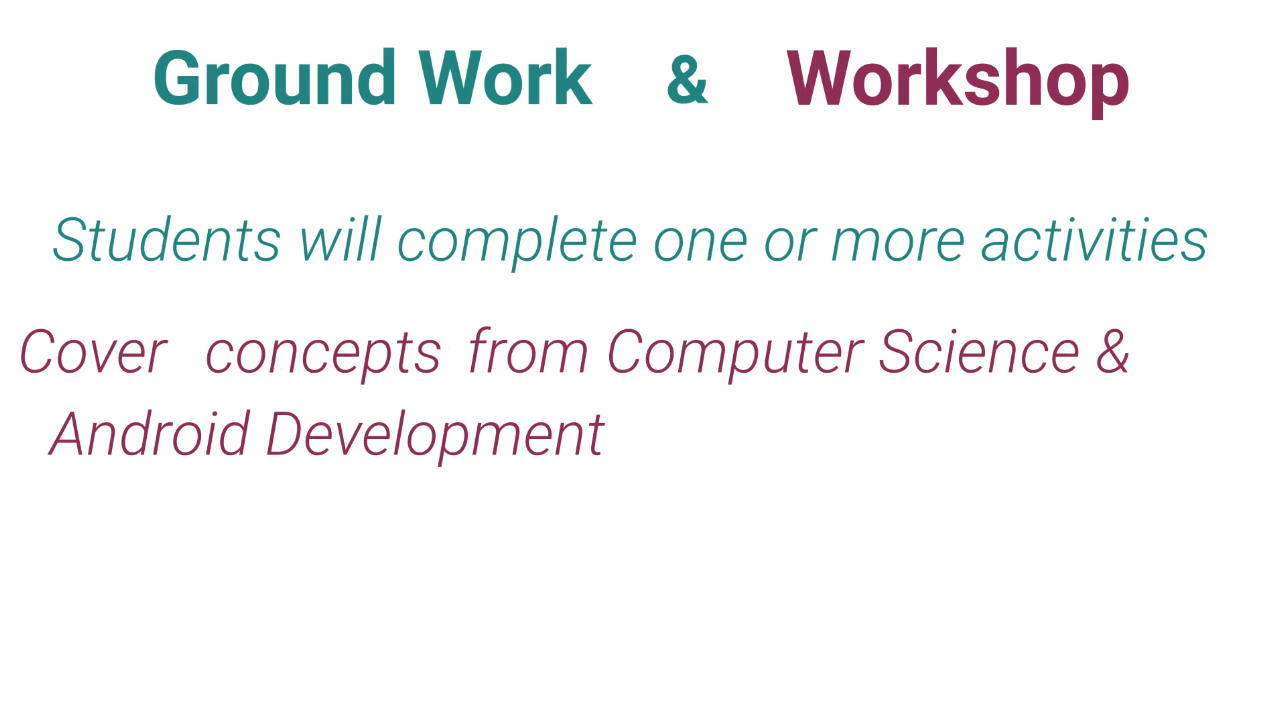 Ground Work & Workshop
Students will complete one or more activities
Cover concepts from Computer Science &
Android Development